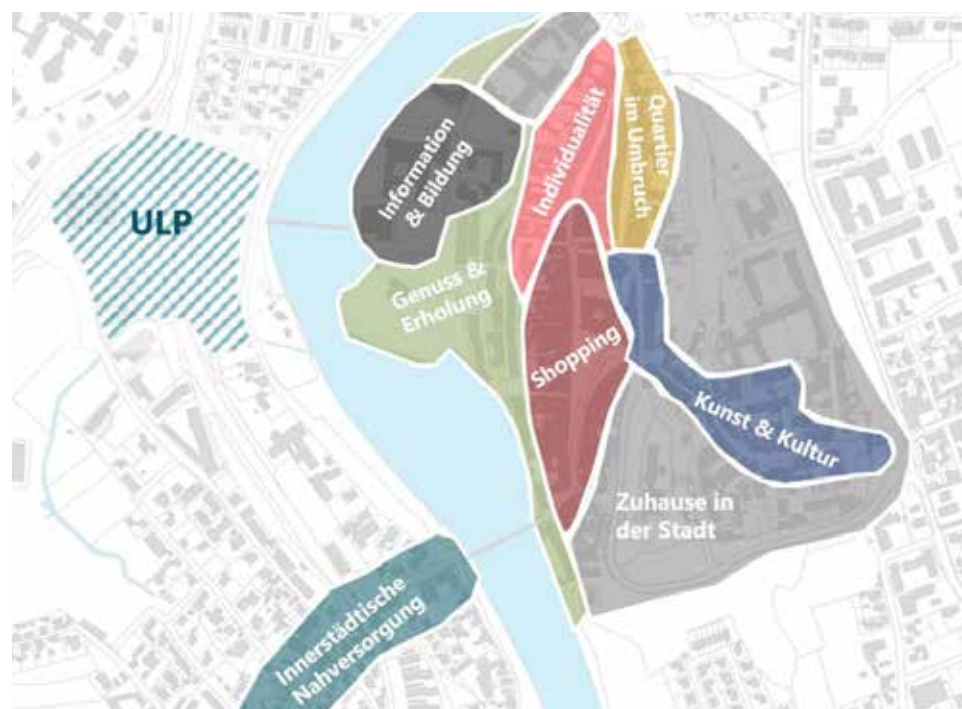 Information
& Bildung
Individualität
Quartier
im Umbruch
ULP
Genuss &
Erholung
Shopping
Kunst & Kultur
Zuhause in
der Stadt
Innerstädtische
Nahversorgung